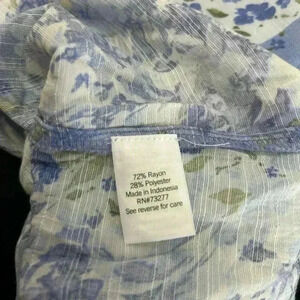 72% Rayon
28% Polyester
Made in Indonesia
RN#73277
See reverse for care